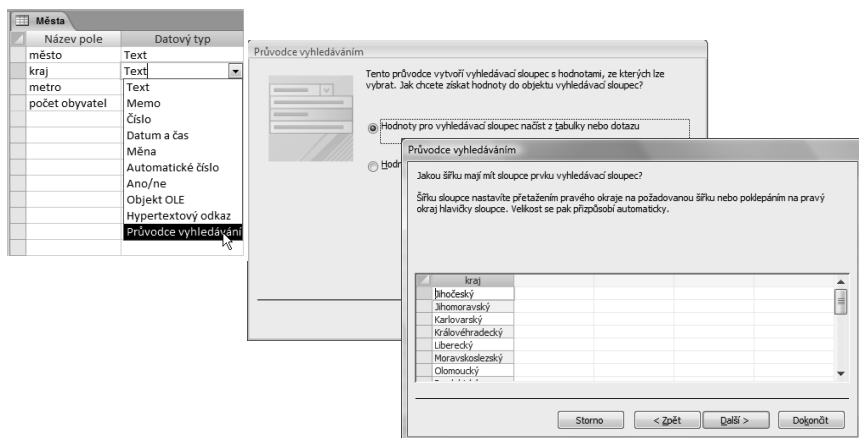 Města
Název pole Datový typ
město Text
kraj Text
metro Text
počet obyvatel Memo
Číslo
Datum a čas
Měna
Automatické číslo
Ano/ne
Objekt OLE
Hypertextový odkaz
Průvodce vyhledávání
Průvodce vyhledáváním
Tento průvodce vytvoří vyhledávací sloupec s hodnotami, ze kterých lze
vybrat. Jak chcete získat hodnoty do objektu vyhledávací sloupec?
Hodnoty pro vyhledávací sloupec načíst z tabulky nebo dotazu
Průvodce vyhledáváním
Jakou šířku mají mít sloupce prvku vyhledávací sloupec?
Šířku sloupce nastavíte přetažením pravého okraje na požadovanou šířku nebo poklepáním na pravý
okraj hlavičky sloupce. Velikost se pak přizpůsobí automaticky.
kraj
Jihočeský
Jihomoravský
Karlovarský
Královéhradecký
Liberecký
Moravskoslezský
Olomoucký
Storno < Zpět Další > Dokončit